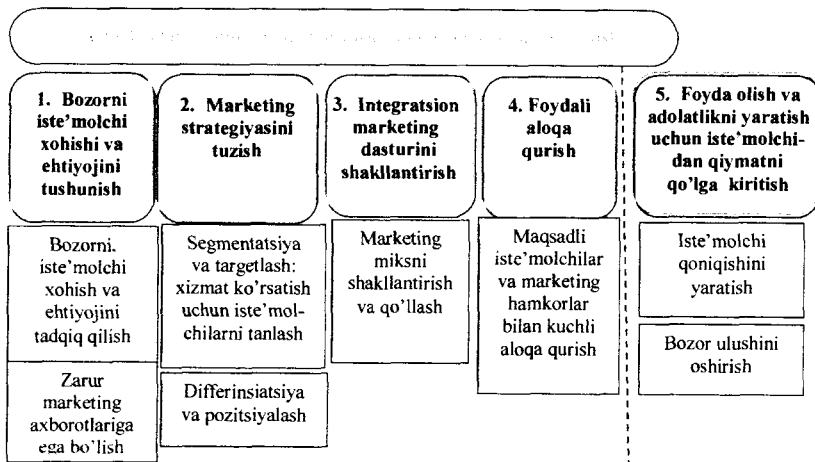 1. Bozorni
iste'molchi
xohishi va
ehtiyojini
tushunish
2. Marketing
strategiyasini
tuzish
3. Integratsion
marketing
dasturini
shakllantirish
4. Foydali
aloqa
qurish
5. Foyda olish va
adolatlikni yaratish
uchun iste'molchi-
dan qiymatni
qo'lga kiritish
Bozorni.
iste'molchi
xohish va
ehtiyojini
tadqiq qilish
Zarur
marketing
axborotlariga
ega bo'lish
Segmentatsiya
va targetlash:
xizmat ko'rsatish
uchun iste'mol-
chilarni tanlash
Differinsiatsiya
va pozitsiyalash
Marketing
miksni
shakllantirish
va qo'llash
Maqsadli
iste'molchilar
va marketing
hamkorlar
bilan kuchli
aloqa qurish
Iste'molchi
qoniqishini
yaratish
Bozor ulushini
oshirish